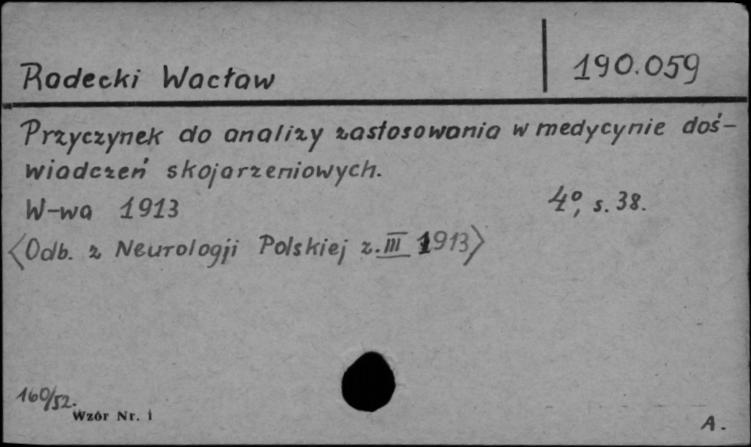 Radecki Wacław
190.059
Przyczynek do analizy zastosowania w medycynie doś-
wiadczeń skojarzeniowych.
W-wa 1913
4°, s. 38.
<Odb. z Neurologji Polskiej z. III 1913>
160/52.
Wzór Nr. 1
A.